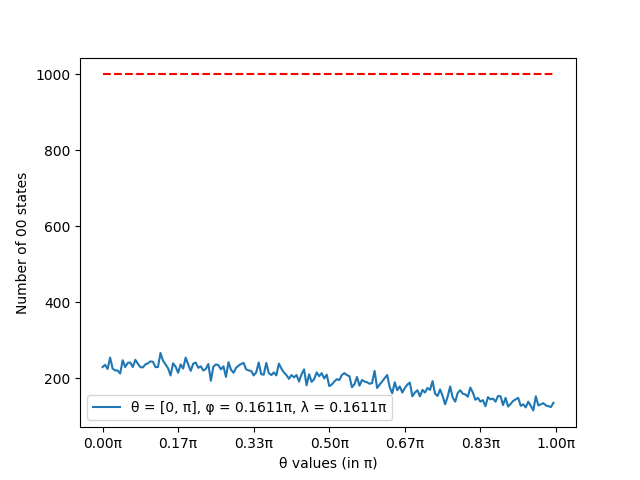 1000
800
600
400
200
Number of 00 states
θ = [0, π], φ = 0.1611π, λ = 0.1611π
0.00π 0.17π 0.33π 0.50π 0.67π 0.83π 1.00π
θ values (in π)